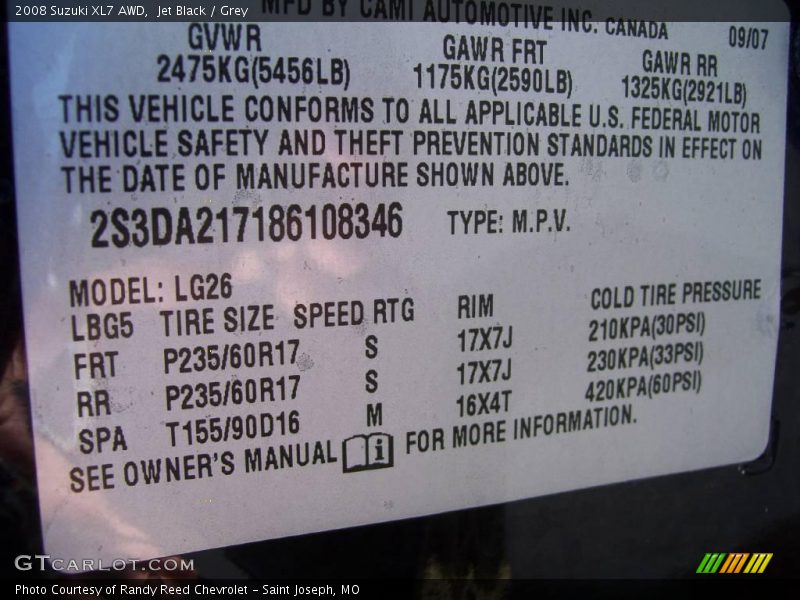 2008 Suzuki XL7 AWD, Jet Black / Grey
MFD BY CAMI AUTOMOTIVE INC. CANADA 09/07
GVWR GAWR FRT GAWR RR
2475KG(5456LB) 1175KG(2590LB) 1325KG(2921LB)
THIS VEHICLE CONFORMS TO ALL APPLICABLE U.S. FEDERAL MOTOR
VEHICLE SAFETY AND THEFT PREVENTION STANDARDS IN EFFECT ON
THE DATE OF MANUFACTURE SHOWN ABOVE.
2S3DA217186108346 TYPE: M.P.V.
MODEL: LG26
LBG5 TIRE SIZE SPEED RTG RIM COLD TIRE PRESSURE
FRT P235/60R17 S 17X7J 210KPA(30PSI)
RR P235/60R17 S 17X7J 230KPA(33PSI)
SPA T155/90D16 M 16X4T 420KPA(60PSI)
SEE OWNER'S MANUAL i FOR MORE INFORMATION.
GTCARLOT.COM
Photo Courtesy of Randy Reed Chevrolet - Saint Joseph, MO